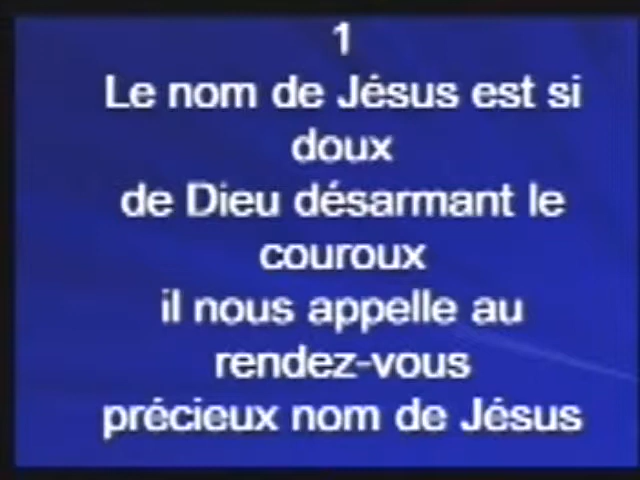 1
Le nom de Jésus est si
doux
de Dieu désarmant le
couroux
il nous appelle au
rendez-vous
précieux nom de Jésus